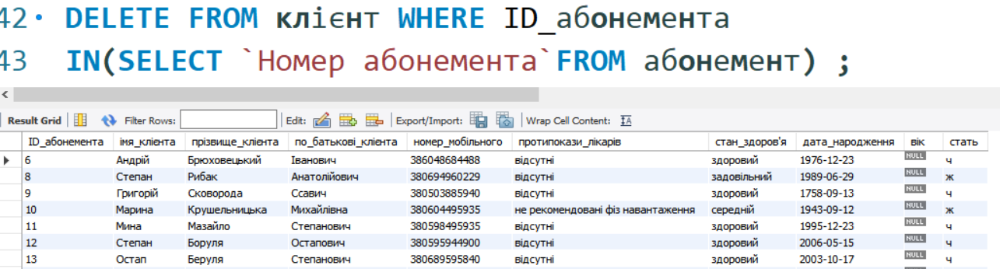 42 DELETE FROM клієнт WHERE ID_абонемента
43 IN(SELECT `Номер абонемента`FROM абонемент) ;
Result Grid Filter Rows: Edit: Export/Import: Wrap Cell Content:
ID_абонемента імя_клієнта прізвище_клієнта по_батькові_клієнта номер_мобільного протипокази_лікарів стан_здоров'я дата_народження вік стать
6 Андрій Брюховецький Іванович 386048684488 відсутні здоровий 1976-12-23 NULL ч
8 Степан Рибак Анатолійович 380694960229 відсутні задовільний 1989-06-29 NULL ж
9 Григорій Сковорода Ссавич 380503885940 відсутні здоровий 1758-09-13 NULL ч
10 Марина Крушельницька Михайлівна 380604495935 не рекомендовані фіз навантаження середній 1943-09-12 NULL ж
11 Мина Мазайло Степанович 380598495935 відсутні здоровий 1995-12-23 NULL ч
12 Степан Боруля Остапович 380595944900 відсутні здоровий 2006-05-15 NULL ч
13 Остап Беруля Степанович 380689595840 відсутні здоровий 2003-10-17 NULL ч